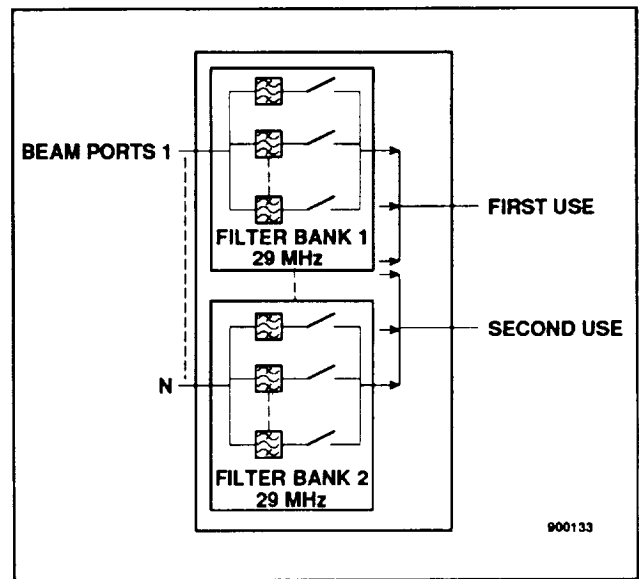 BEAM PORTS 1
FILTER BANK 1
29 MHz
FIRST USE
SECOND USE
N
FILTER BANK 2
29 MHz
900133